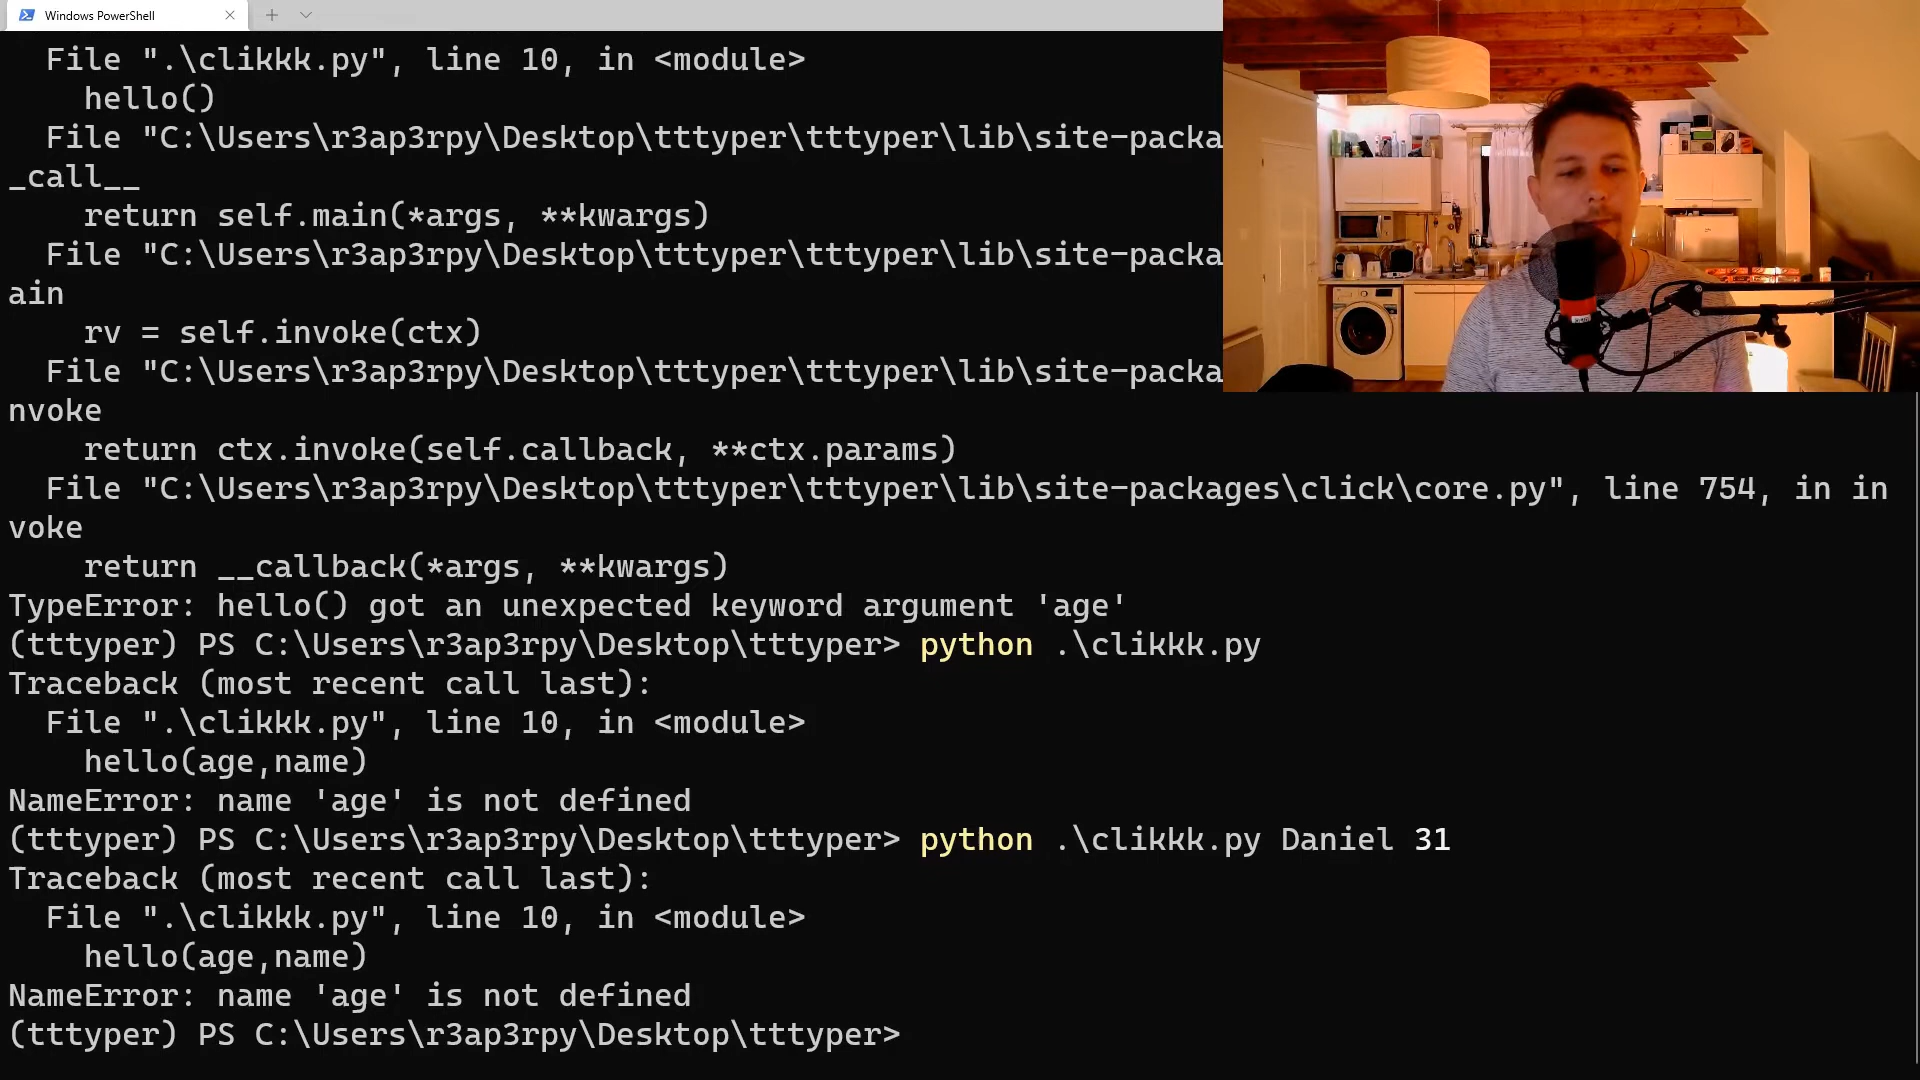 Windows PowerShell
File ".\clikkk.py", line 10, in <module>
hello()
File "C:\Users\r3ap3rpy\Desktop\tttyper\tttyper\lib\site-packa
_call__
return self.main(*args, **kwargs)
File "C:\Users\r3ap3rpy\Desktop\tttyper\tttyper\lib\site-packa
ain
rv = self.invoke(ctx)
File "C:\Users\r3ap3rpy\Desktop\tttyper\tttyper\lib\site-packa
nvoke
return ctx.invoke(self.callback, **ctx.params)
File "C:\Users\r3ap3rpy\Desktop\tttyper\tttyper\lib\site-packages\click\core.py", line 754, in in
voke
return __callback(*args, **kwargs)
TypeError: hello() got an unexpected keyword argument 'age'
(tttyper) PS C:\Users\r3ap3rpy\Desktop\tttyper> python .\clikkk.py
Traceback (most recent call last):
File ".\clikkk.py", line 10, in <module>
hello(age,name)
NameError: name 'age' is not defined
(tttyper) PS C:\Users\r3ap3rpy\Desktop\tttyper> python .\clikkk.py Daniel 31
Traceback (most recent call last):
File ".\clikkk.py", line 10, in <module>
hello(age,name)
NameError: name 'age' is not defined
(tttyper) PS C:\Users\r3ap3rpy\Desktop\tttyper>